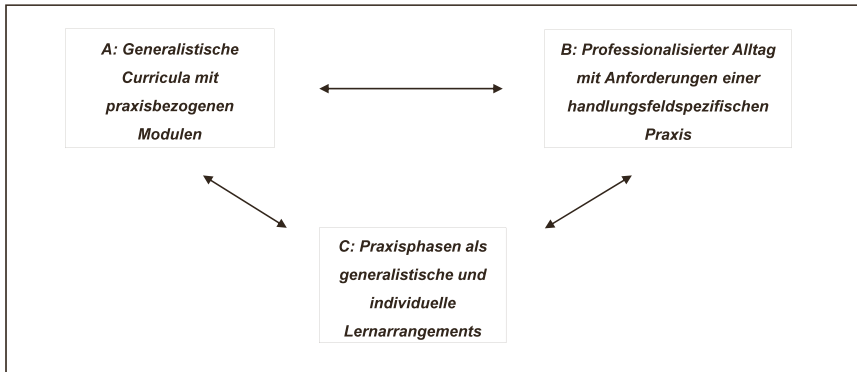 A: Generalistische
Curricula mit
praxisbezogenen
Modulen
B: Professionalisierter Alltag
mit Anforderungen einer
handlungsfeldspezifischen
Praxis
C: Praxisphasen als
generalistische und
individuelle
Lernarrangements